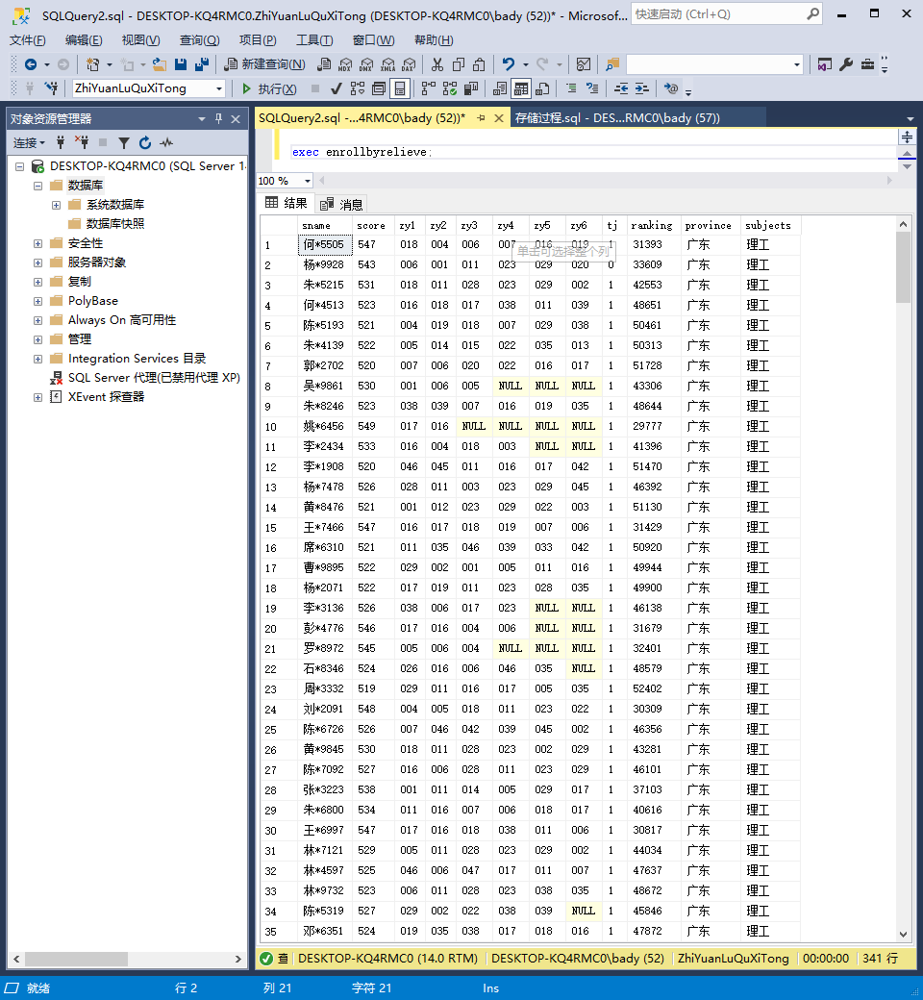 SQLQuery2.sql - DESKTOP-KQ4RMC0.ZhiYuanLuQuXiTong (DESKTOP-KQ4RMC0\bady (52))* - Microsof... 快速启动 (Ctrl+Q)
文件(F) 编辑(E) 视图(V) 查询(Q) 项目(P) 工具(T) 窗口(W) 帮助(H)
新建查询(N) MDX DMX XMLA DAX
ZhiYuanLuQuXiTong 执行(X)
对象资源管理器
连接
DESKTOP-KQ4RMC0 (SQL Server 14
数据库
系统数据库
数据库快照
安全性
服务器对象
复制
PolyBase
Always On 高可用性
管理
Integration Services 目录
SQL Server 代理(已禁用代理 XP)
XEvent 探查器
SQLQuery2.sql -...4RMC0\bady (52))* 存储过程.sql - DES...RMC0\bady (57))
exec enrollbyrelieve;
100 %
结果 消息
sname score zy1 zy2 zy3 zy4 zy5 zy6 tj ranking province subjects
1 何*5505 547 018 004 006 007 016 019 1 31393 广东 理工
单击可选择整个列
2 杨*9928 543 006 001 011 023 029 020 0 33609 广东 理工
3 朱*5215 531 018 011 028 023 029 002 1 42553 广东 理工
4 何*4513 523 016 018 017 038 011 039 1 48651 广东 理工
5 陈*5193 521 004 019 018 007 029 038 1 50461 广东 理工
6 朱*4139 522 005 014 015 022 035 013 1 50313 广东 理工
7 郭*2702 520 007 006 020 022 016 017 1 51728 广东 理工
8 吴*9861 530 001 006 005 NULL NULL NULL 1 43306 广东 理工
9 朱*8246 523 038 039 007 016 019 035 1 48644 广东 理工
10 姚*6456 549 017 016 NULL NULL NULL NULL 1 29777 广东 理工
11 李*2434 533 016 004 018 003 NULL NULL 1 41396 广东 理工
12 李*1908 520 046 045 011 016 017 042 1 51470 广东 理工
13 杨*7478 526 028 011 003 023 029 045 1 46392 广东 理工
14 黄*8476 521 001 012 023 029 022 003 1 51130 广东 理工
15 王*7466 547 016 017 018 019 007 006 1 31429 广东 理工
16 席*6310 521 011 035 046 039 033 042 1 50920 广东 理工
17 曹*9895 522 029 002 001 005 011 016 1 49944 广东 理工
18 杨*2071 522 017 019 011 023 028 035 1 49900 广东 理工
19 李*3136 526 038 006 017 023 NULL NULL 1 46138 广东 理工
20 彭*4776 546 017 016 004 006 NULL NULL 1 31679 广东 理工
21 罗*8972 545 005 006 004 NULL NULL NULL 1 32401 广东 理工
22 石*8346 524 026 016 006 046 035 NULL 1 48579 广东 理工
23 周*3332 519 029 011 016 017 005 035 1 52402 广东 理工
24 刘*2091 548 004 005 018 011 023 022 1 30309 广东 理工
25 陈*6726 526 007 046 042 039 045 002 1 46356 广东 理工
26 黄*9845 530 018 011 028 023 002 029 1 43281 广东 理工
27 陈*7092 527 016 006 028 011 023 029 1 46101 广东 理工
28 张*3223 538 001 011 014 005 029 017 1 37103 广东 理工
29 朱*6800 534 011 016 007 006 018 017 1 40616 广东 理工
30 王*6997 547 017 016 018 038 011 006 1 30817 广东 理工
31 林*7121 529 005 011 028 023 029 002 1 44034 广东 理工
32 林*4597 525 046 006 047 017 011 007 1 47637 广东 理工
33 林*9732 523 006 011 028 023 038 035 1 48672 广东 理工
34 陈*5319 527 029 002 022 038 039 NULL 1 45846 广东 理工
35 邓*6351 524 019 035 038 017 018 016 1 47872 广东 理工
DESKTOP-KQ4RMC0 (14.0 RTM) DESKTOP-KQ4RMC0\bady (52) ZhiYuanLuQuXiTong 00:00:00 341 行
就绪 行 2 列 21 字符 21 Ins